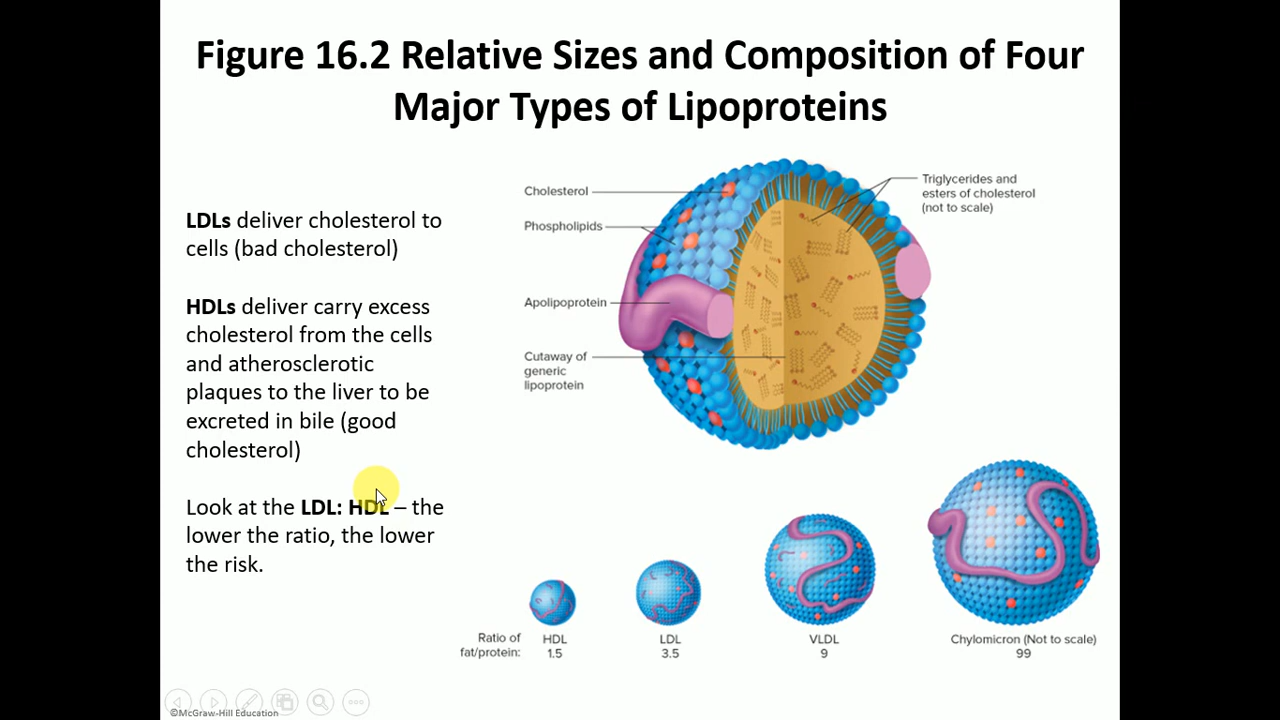 Figure 16.2 Relative Sizes and Composition of Four
Major Types of Lipoproteins
LDLs deliver cholesterol to
cells (bad cholesterol)
HDLs deliver carry excess
cholesterol from the cells
and atherosclerotic
plaques to the liver to be
excreted in bile (good
cholesterol)
Look at the LDL: HDL – the
lower the ratio, the lower
the risk.
Cholesterol
Phospholipids
Apolipoprotein
Cutaway of
generic
lipoprotein
Triglycerides and
esters of cholesterol
(not to scale)
Ratio of
fat/protein:
HDL
1.5
LDL
3.5
VLDL
9
Chylomicron (Not to scale)
99
©McGraw-Hill Education